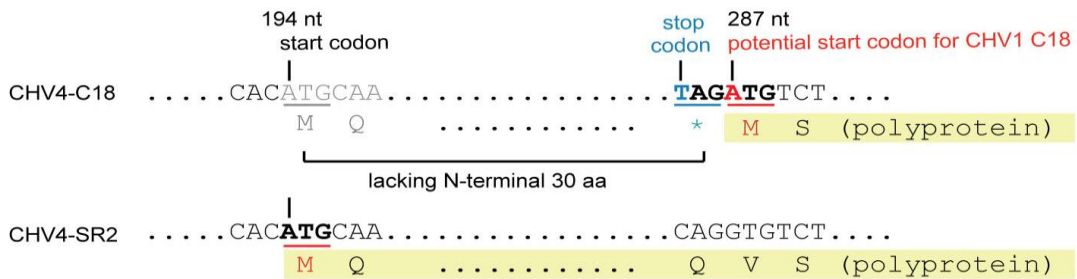 194 nt
start codon
stop
codon
287 nt
potential start codon for CHV1 C18
CHV4-C18 .....CACATGCAA................TAGATGTCT....
M Q ............ * M S (polyprotein)
lacking N-terminal 30 aa
CHV4-SR2 .....CACATGCAA................CAGGTGTCT....
M Q ............ Q V S (polyprotein)